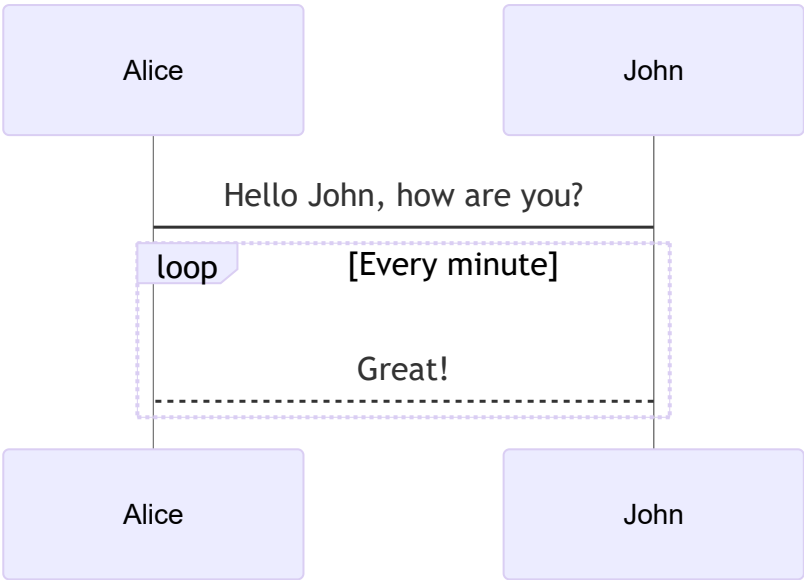 Alice
John
Hello John, how are you?
loop
[Every minute]
Great!
Alice
John